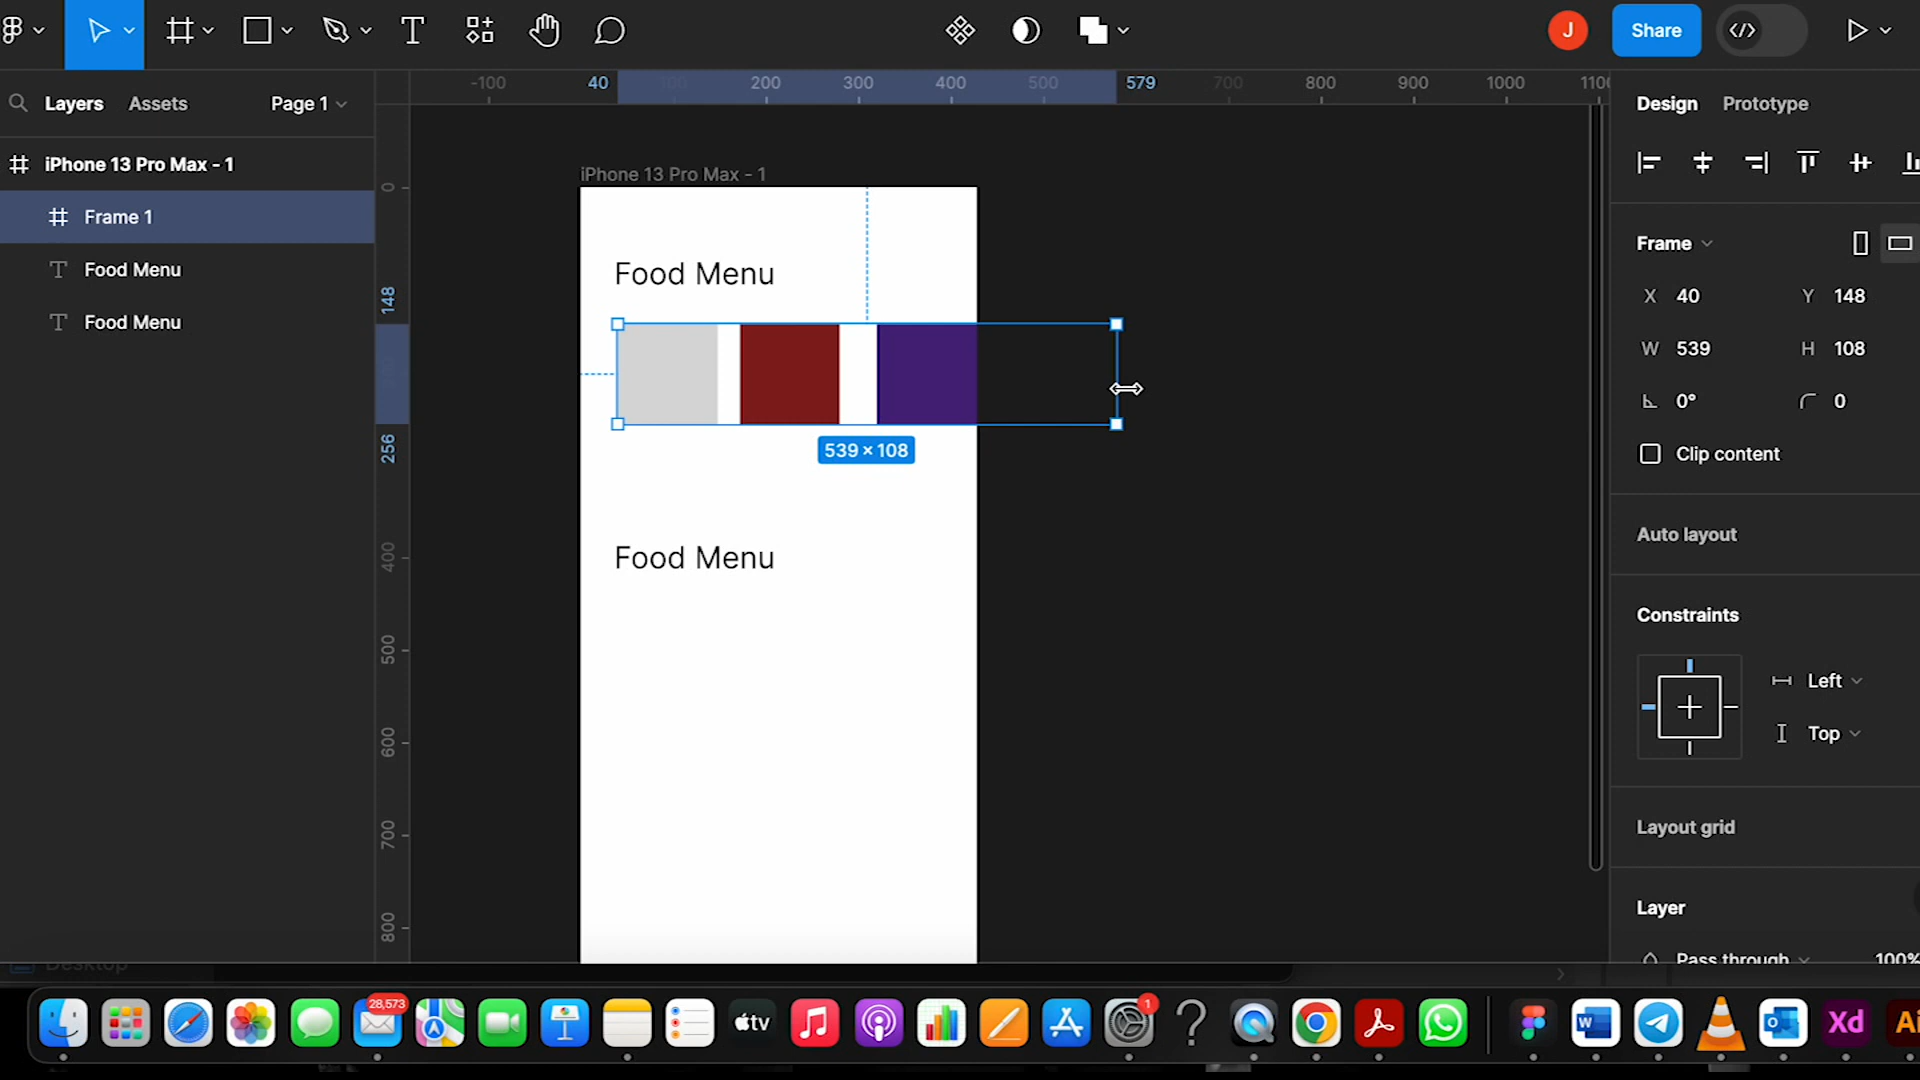 J
Share
Layers
Assets
Page 1
-100
40
200
300
400
500
579
700
800
900
1000
Design
Prototype
iPhone 13 Pro Max - 1
Frame 1
Food Menu
Food Menu
0
148
256
400
500
600
700
800
iPhone 13 Pro Max - 1
Food Menu
539 × 108
Food Menu
Frame
X 40
Y 148
W 539
H 108
0°
0
Clip content
Auto layout
Constraints
Left
Top
Layout grid
Layer
Pass through
100%
Desktop
28,573
tv
1
W
Xd
Ai